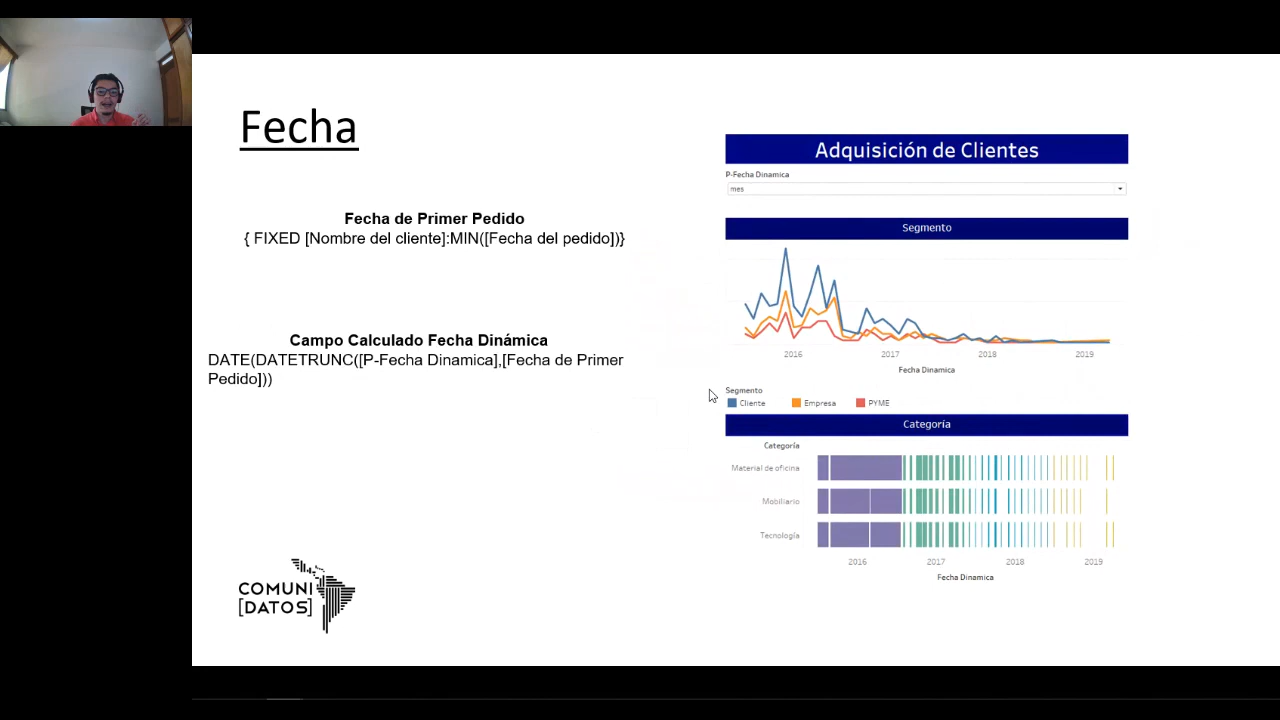 Fecha
Fecha de Primer Pedido
{ FIXED [Nombre del cliente]:MIN([Fecha del pedido])}
Campo Calculado Fecha Dinámica
DATE(DATETRUNC([P-Fecha Dinamica],[Fecha de Primer
Pedido]))
COMUNI
[DATOS]
Adquisición de Clientes
P-Fecha Dinamica
mes
Segmento
2016 2017 2018 2019
Fecha Dinamica
Segmento
Cliente Empresa PYME
Categoría
Categoría
Material de oficina
Mobiliario
Tecnología
2016 2017 2018 2019
Fecha Dinamica